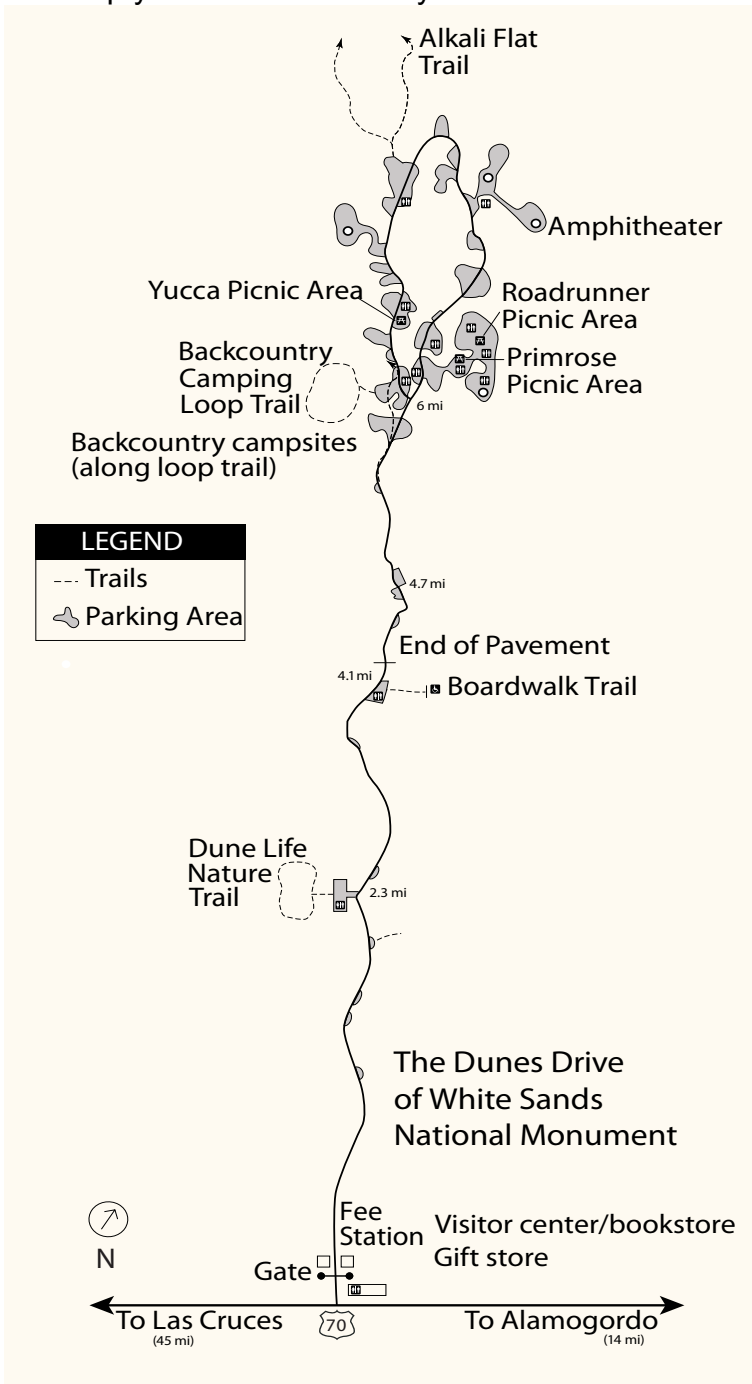 Alkali Flat
Trail
Amphitheater
Yucca Picnic Area
Roadrunner
Picnic Area
Backcountry
Camping
Loop Trail
Primrose
Picnic Area
6 mi
Backcountry campsites
(along loop trail)
LEGEND
Trails
Parking Area
4.7 mi
End of Pavement
4.1 mi
Boardwalk Trail
Dune Life
Nature
Trail
2.3 mi
The Dunes Drive
of White Sands
National Monument
N
Fee
Station
Visitor center/bookstore
Gift store
Gate
To Las Cruces
(45 mi)
70
To Alamogordo
(14 mi)